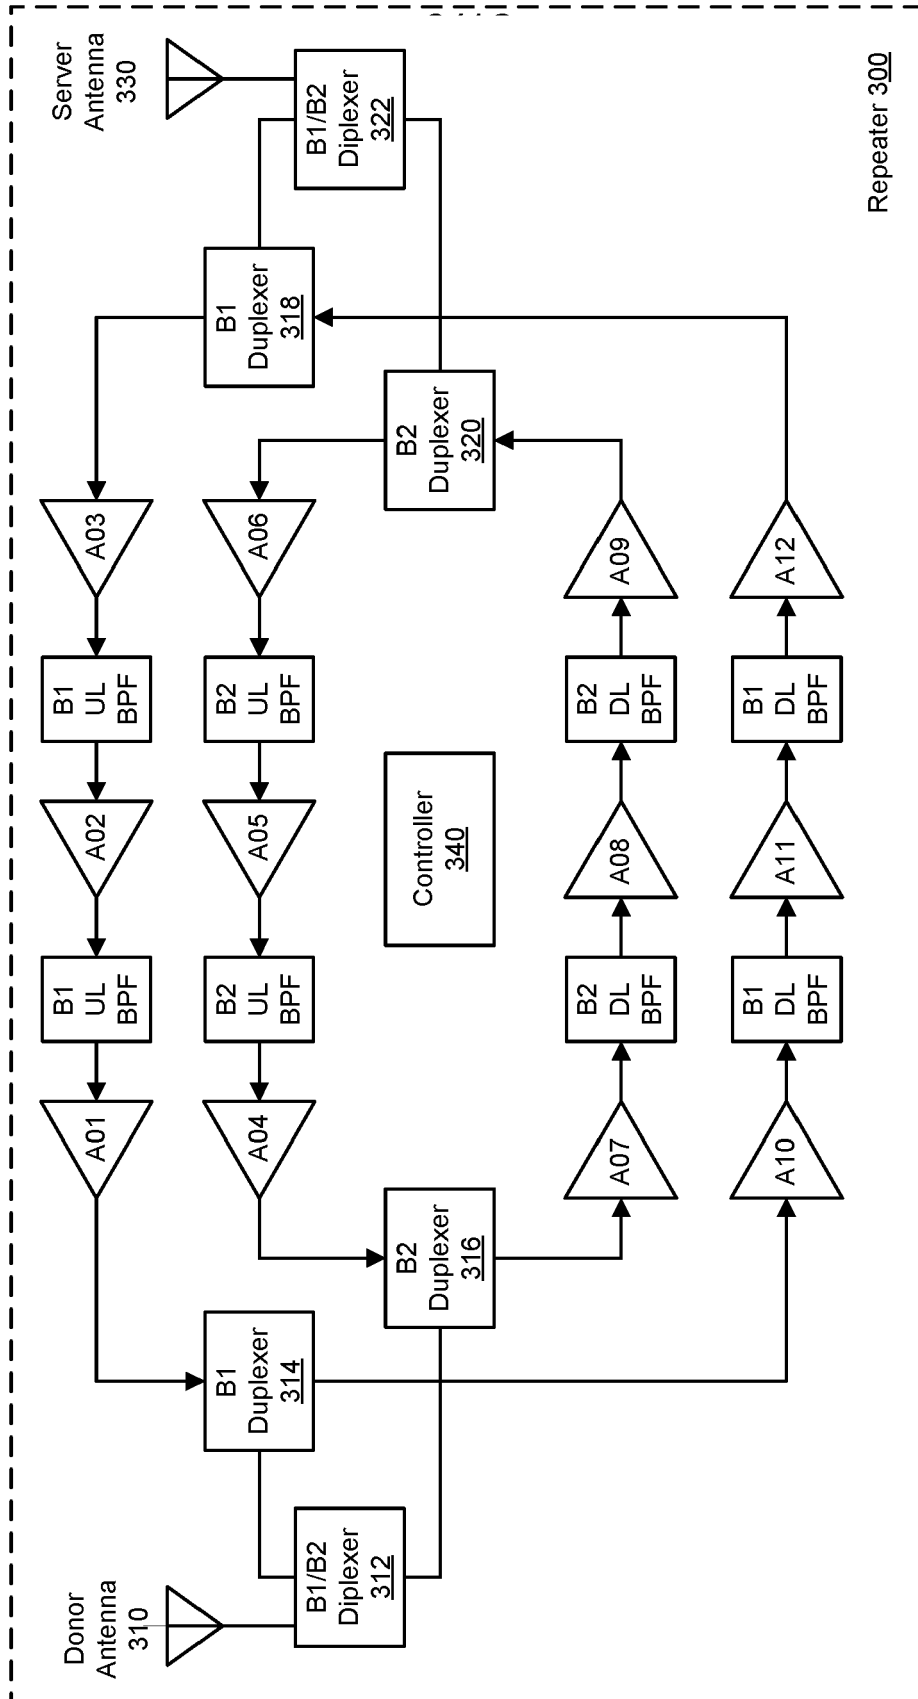 Donor
Antenna
310
B1/B2
Diplexer
312
B1
Duplexer
314
B2
Duplexer
316
A01
B1
UL
BPF
A02
B1
UL
BPF
A03
A04
B2
UL
BPF
A05
B2
UL
BPF
A06
Controller
340
A07
B2
DL
BPF
A08
B2
DL
BPF
A09
A10
B1
DL
BPF
A11
B1
DL
BPF
A12
B1
Duplexer
318
B2
Duplexer
320
B1/B2
Diplexer
322
Server
Antenna
330
Repeater 300